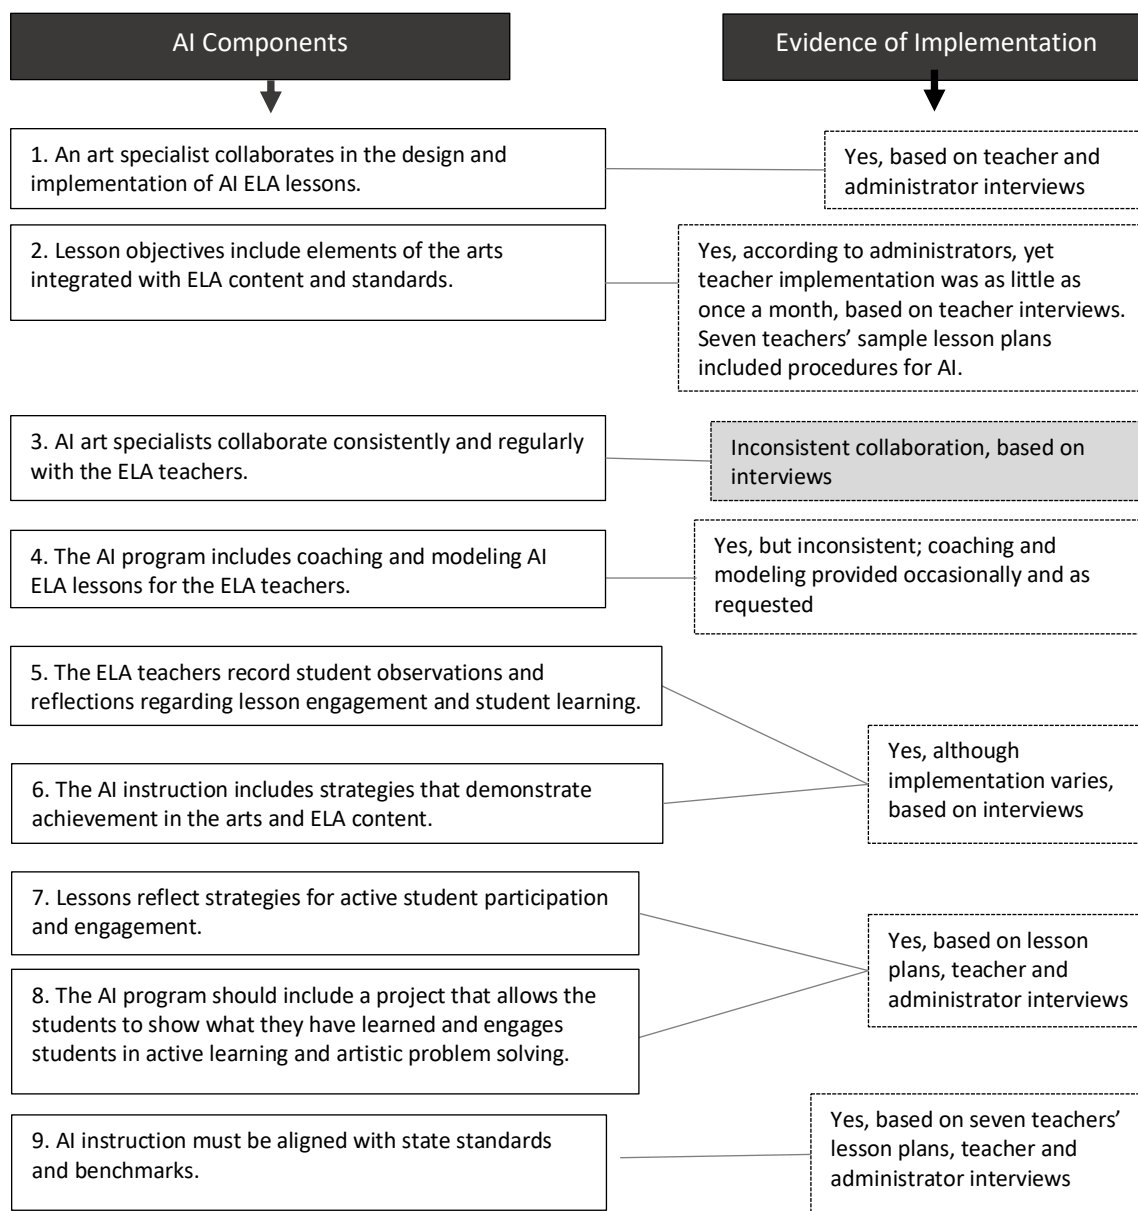 AI Components
Evidence of Implementation
1. An art specialist collaborates in the design and
implementation of AI ELA lessons.
Yes, based on teacher and
administrator interviews
2. Lesson objectives include elements of the arts
integrated with ELA content and standards.
Yes, according to administrators, yet
teacher implementation was as little as
once a month, based on teacher interviews.
Seven teachers’ sample lesson plans
included procedures for AI.
3. AI art specialists collaborate consistently and regularly
with the ELA teachers.
Inconsistent collaboration, based on
interviews
4. The AI program includes coaching and modeling AI
ELA lessons for the ELA teachers.
Yes, but inconsistent; coaching and
modeling provided occasionally and as
requested
5. The ELA teachers record student observations and
reflections regarding lesson engagement and student learning.
6. The AI instruction includes strategies that demonstrate
achievement in the arts and ELA content.
Yes, although
implementation varies,
based on interviews
7. Lessons reflect strategies for active student participation
and engagement.
8. The AI program should include a project that allows the
students to show what they have learned and engages
students in active learning and artistic problem solving.
Yes, based on lesson
plans, teacher and
administrator interviews
9. AI instruction must be aligned with state standards
and benchmarks.
Yes, based on seven teachers’
lesson plans, teacher and
administrator interviews